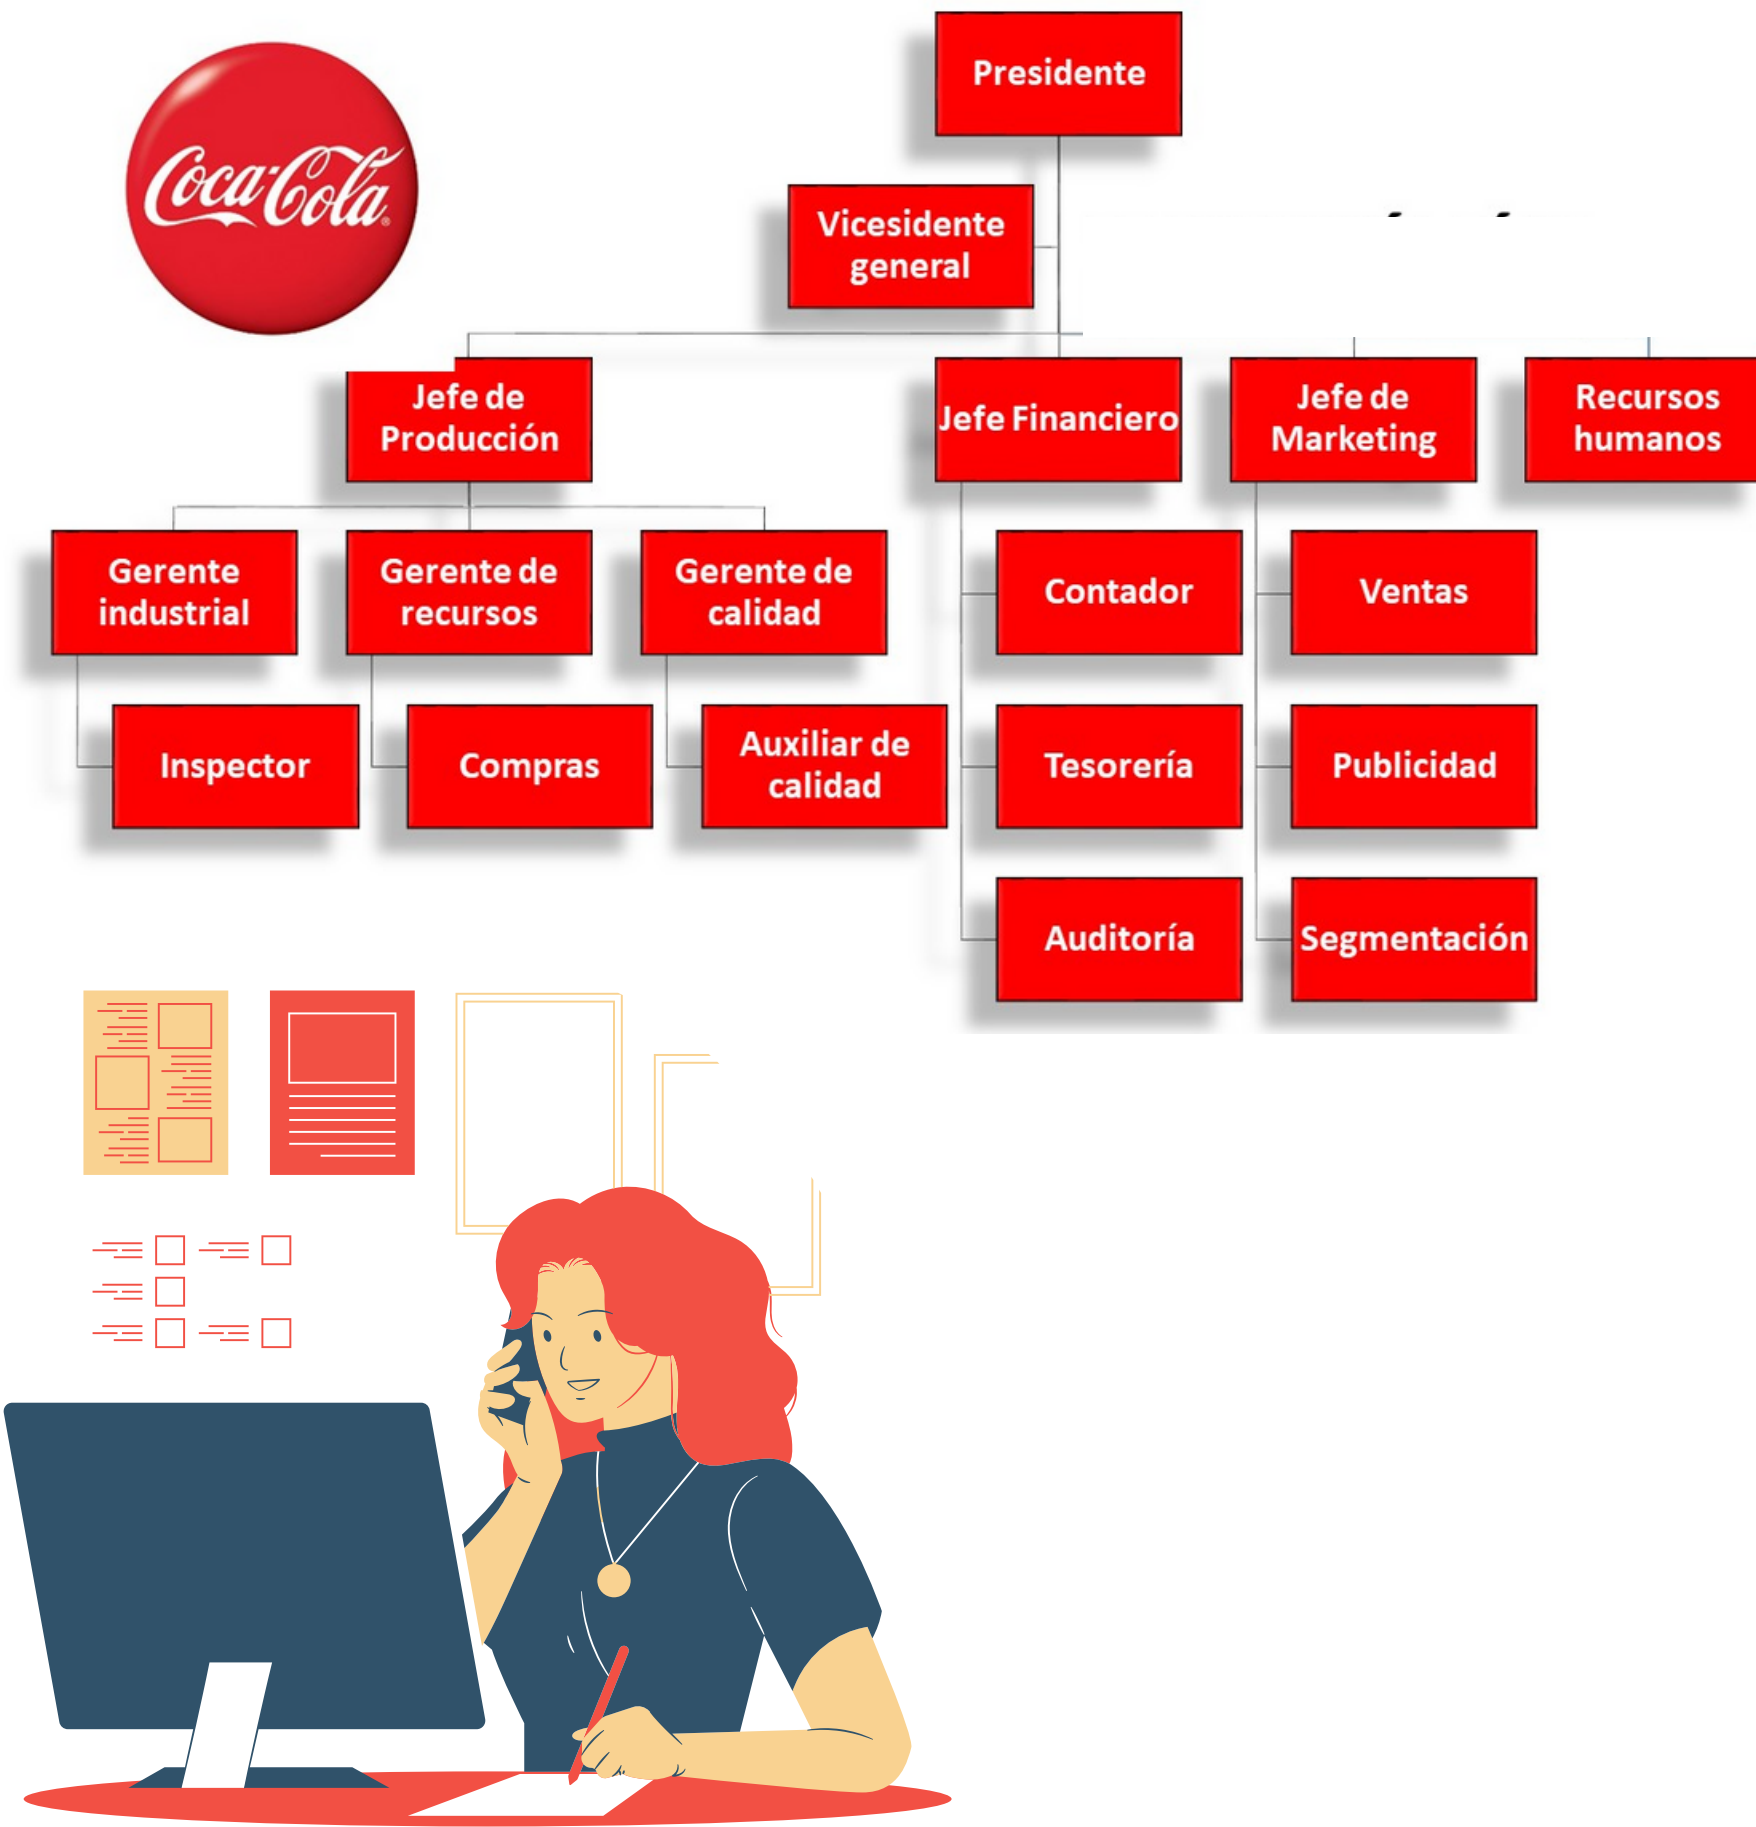 Coca-Cola
Presidente
Vicesidente
general
Jefe de
Producción
Jefe Financiero
Jefe de
Marketing
Recursos
humanos
Gerente
industrial
Gerente de
recursos
Gerente de
calidad
Contador
Ventas
Inspector
Compras
Auxiliar de
calidad
Tesorería
Publicidad
Auditoría
Segmentación